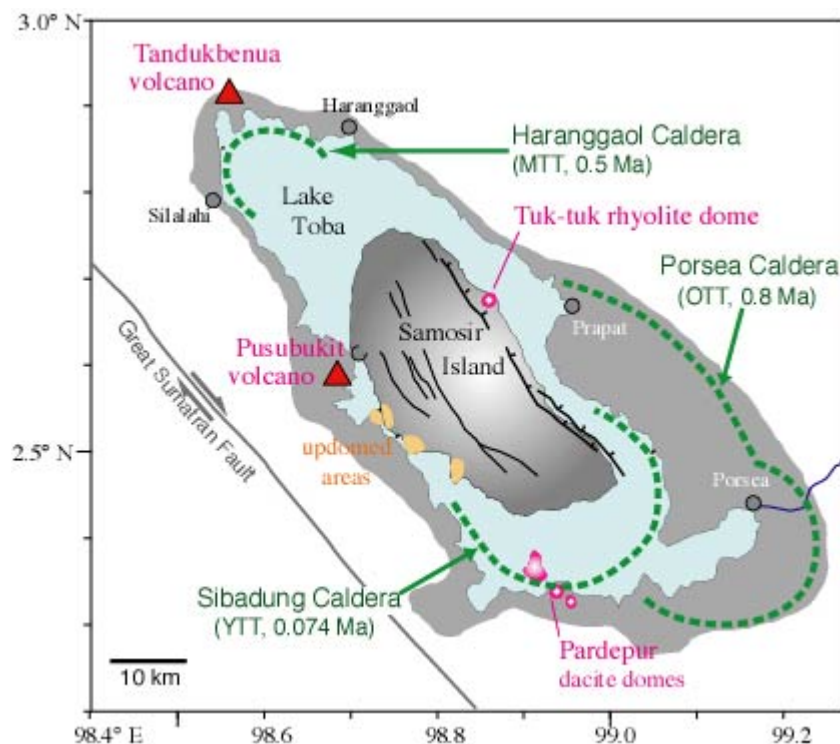 3.0° N
Tandukbenua
volcano
Haranggaol
Haranggaol Caldera
(MTT, 0.5 Ma)
Silalahi
Lake
Toba
Tuk-tuk rhyolite dome
Porsea Caldera
(OTT, 0.8 Ma)
Prapat
Great Sumatran Fault
Pusubukit
volcano
Samosir
Island
2.5° N
updomed
areas
Porsea
Sibadung Caldera
(YTT, 0.074 Ma)
Pardepur
dacite domes
10 km
98.4° E
98.6
98.8
99.0
99.2